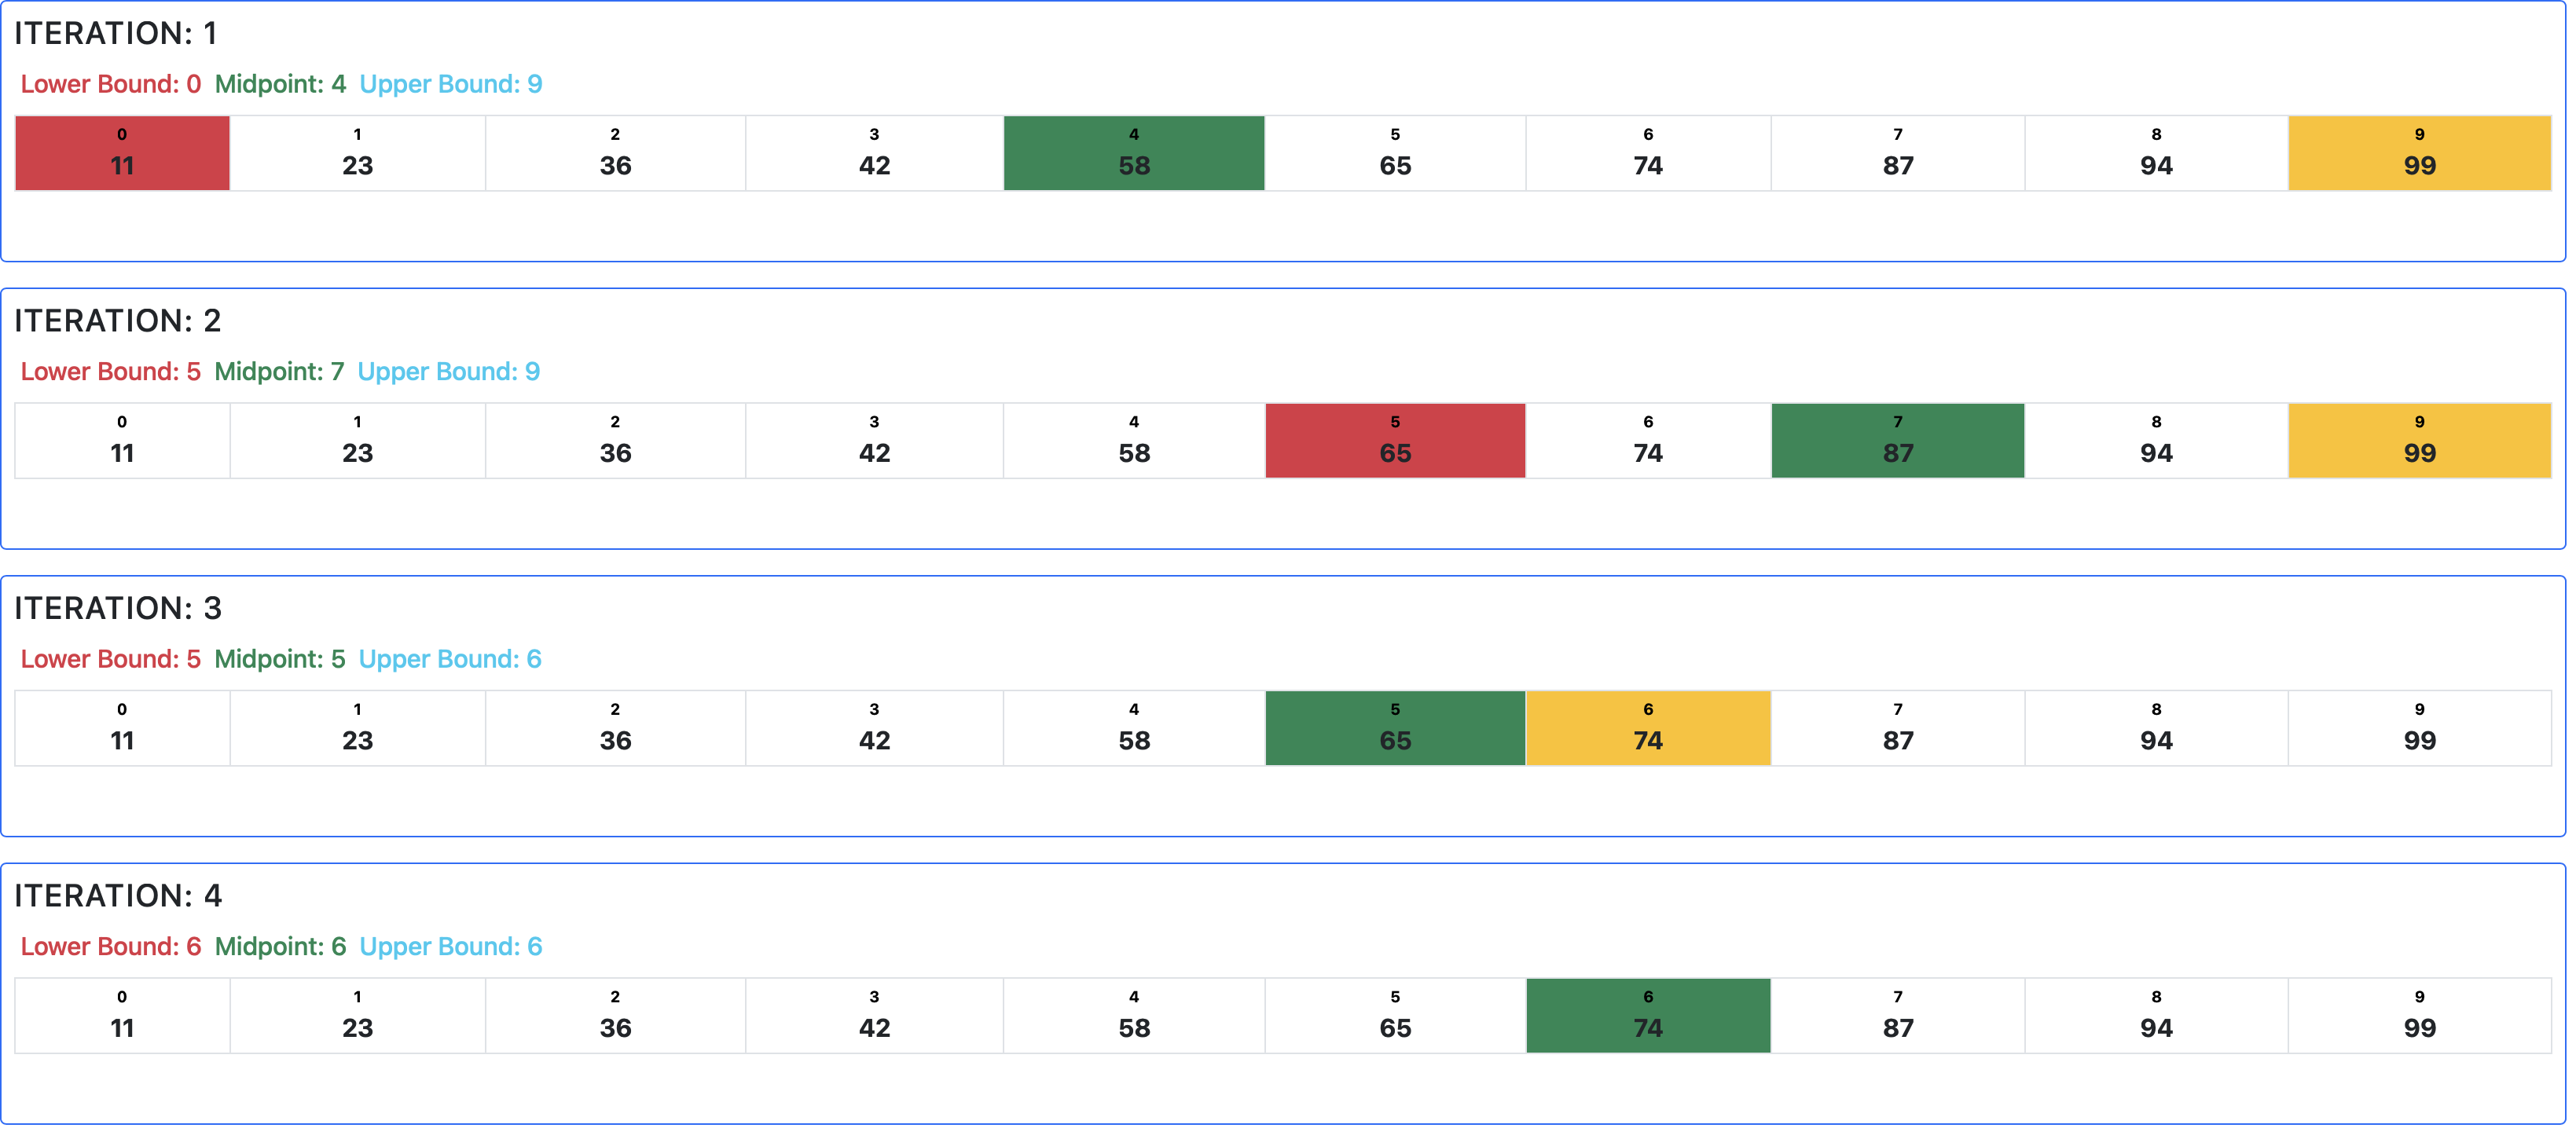 ITERATION: 1
Lower Bound: 0 Midpoint: 4 Upper Bound: 9
0 1 2 3 4 5 6 7 8 9
11 23 36 42 58 65 74 87 94 99
ITERATION: 2
Lower Bound: 5 Midpoint: 7 Upper Bound: 9
0 1 2 3 4 5 6 7 8 9
11 23 36 42 58 65 74 87 94 99
ITERATION: 3
Lower Bound: 5 Midpoint: 5 Upper Bound: 6
0 1 2 3 4 5 6 7 8 9
11 23 36 42 58 65 74 87 94 99
ITERATION: 4
Lower Bound: 6 Midpoint: 6 Upper Bound: 6
0 1 2 3 4 5 6 7 8 9
11 23 36 42 58 65 74 87 94 99